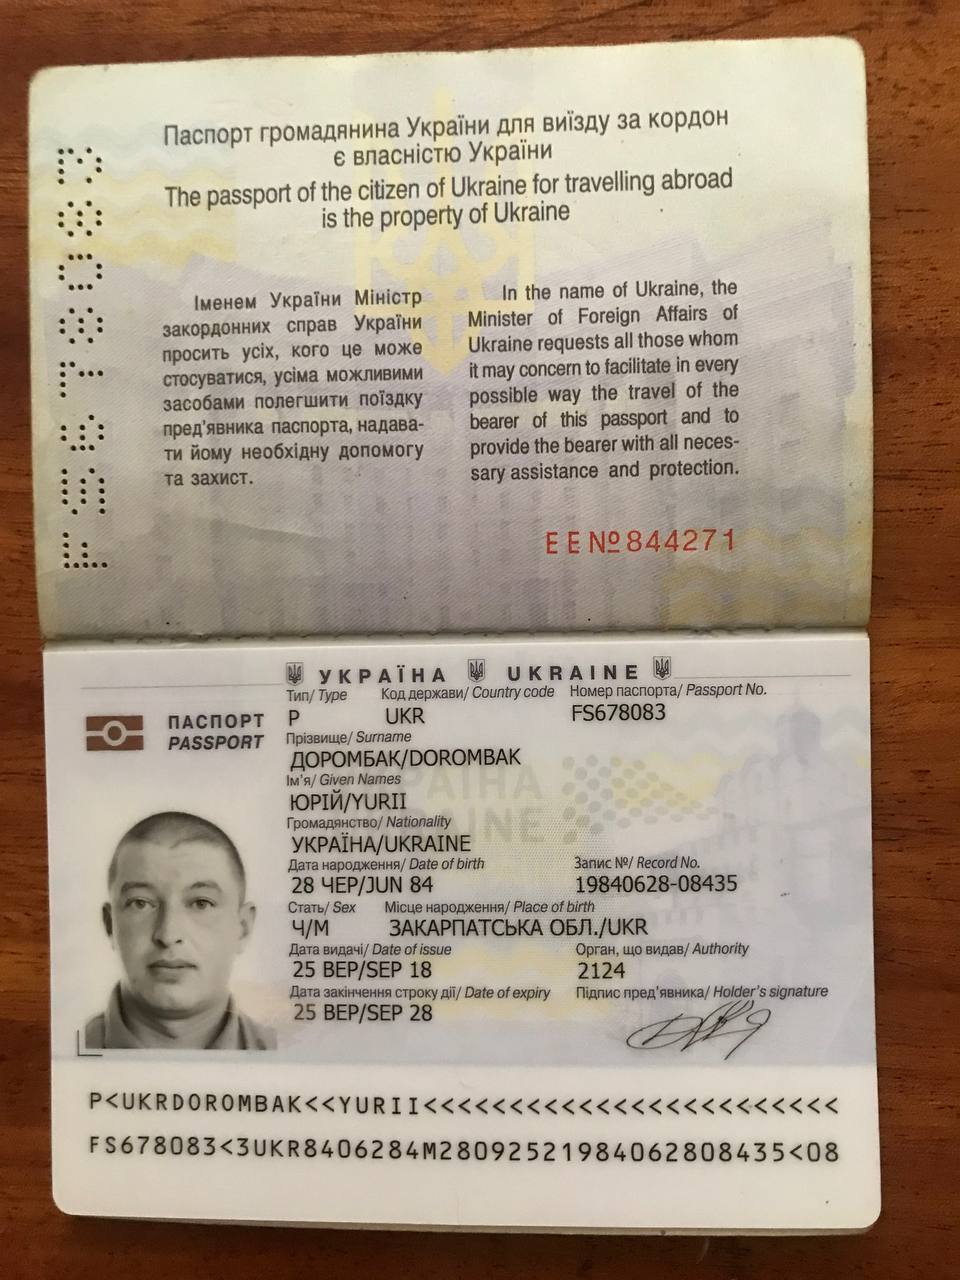 Паспорт громадянина України для виїзду за кордон
є власністю України
The passport of the citizen of Ukraine for travelling abroad
is the property of Ukraine
Іменем України Міністр
закордонних справ України
просить усіх, кого це може
стосуватися, усіма можливими
засобами полегшити поїздку
пред'явника паспорта, надава-
ти йому необхідну допомогу
та захист.
In the name of Ukraine, the
Minister of Foreign Affairs of
Ukraine requests all those whom
it may concern to facilitate in every
possible way the travel of the
bearer of this passport and to
provide the bearer with all neces-
sary assistance and protection.
EE№844271
FS678083
УКРАЇНА UKRAINE
ПАСПОРТ
PASSPORT
Тип/ Type Код держави/ Country code Номер паспорта/ Passport No.
P UKR FS678083
Прізвище/ Surname
ДОРОМБАК/DOROMBAK
Ім'я/ Given Names
ЮРІЙ/YURII
Громадянство/ Nationality
УКРАЇНА/UKRAINE
Дата народження/ Date of birth Запис №/ Record No.
28 ЧЕР/JUN 84 19840628-08435
Стать/ Sex Місце народження/ Place of birth
Ч/M ЗАКАРПАТСЬКА ОБЛ./UKR
Дата видачі/ Date of issue Орган, що видав/ Authority
25 ВЕР/SEP 18 2124
Дата закінчення строку дії/ Date of expiry Підпис пред'явника/ Holder's signature
25 ВЕР/SEP 28
P<UKRDOROMBAK<<YURII<<<<<<<<<<<<<<<<<<<<<<<<
FS678083<3UKR8406284M28092521984062808435<08